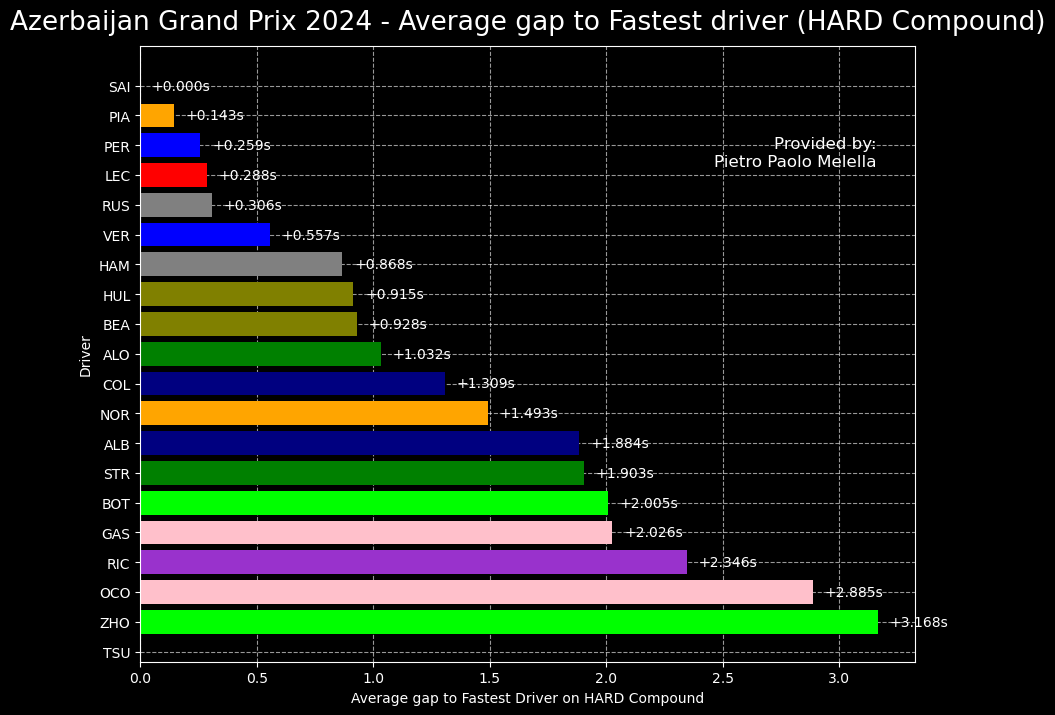 Azerbaijan Grand Prix 2024 - Average gap to Fastest driver (HARD Compound)
SAI +0.000s
PIA +0.143s
PER +0.259s
Provided by:
Pietro Paolo Melella
LEC +0.288s
RUS +0.306s
VER +0.557s
HAM +0.868s
HUL +0.915s
BEA +0.928s
Driver
ALO +1.032s
COL +1.309s
NOR +1.493s
ALB +1.884s
STR +1.903s
BOT +2.005s
GAS +2.026s
RIC +2.346s
OCO +2.885s
ZHO +3.168s
TSU
0.0 0.5 1.0 1.5 2.0 2.5 3.0
Average gap to Fastest Driver on HARD Compound